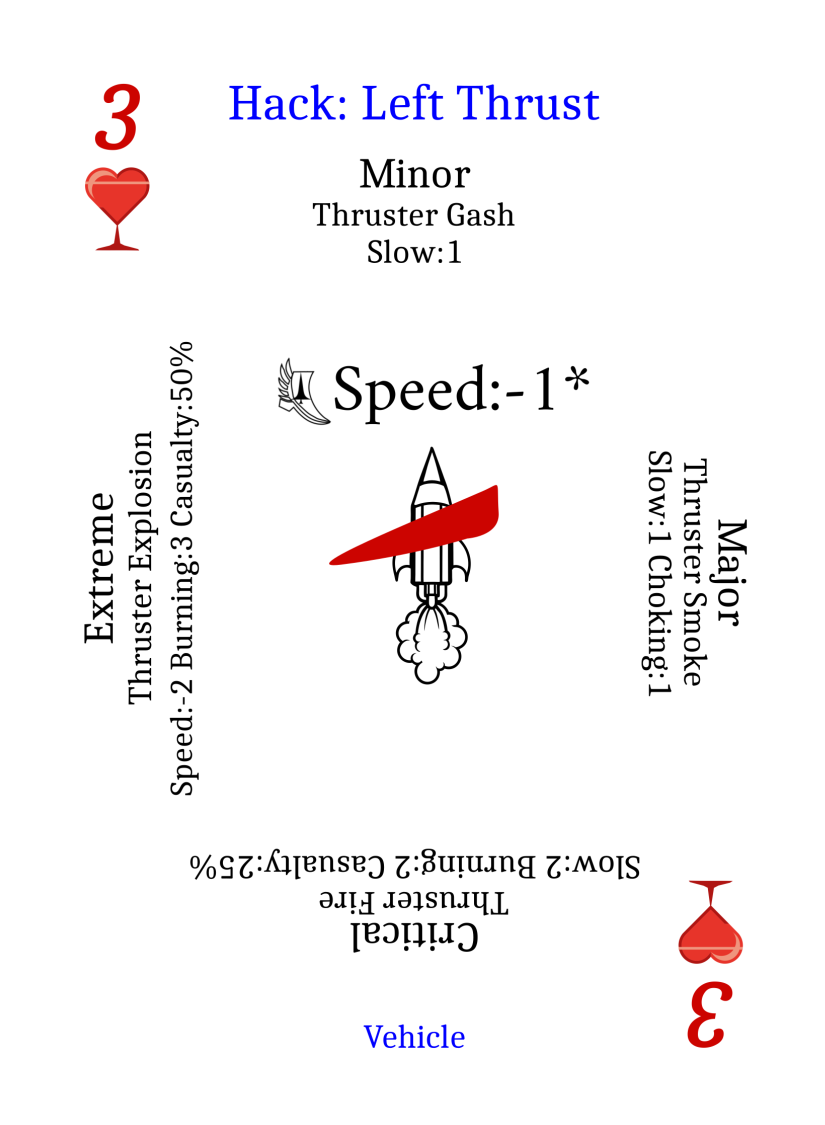 3
Hack: Left Thrust
Minor
Thruster Gash
Slow:1
Speed:-1*
Extreme
Thruster Explosion
Speed:-2 Burning:3 Casualty:50%
Major
Thruster Smoke
Slow:1 Choking:1
Critical
Thruster Fire
Slow:2 Burning:2 Casualty:25%
Vehicle
3